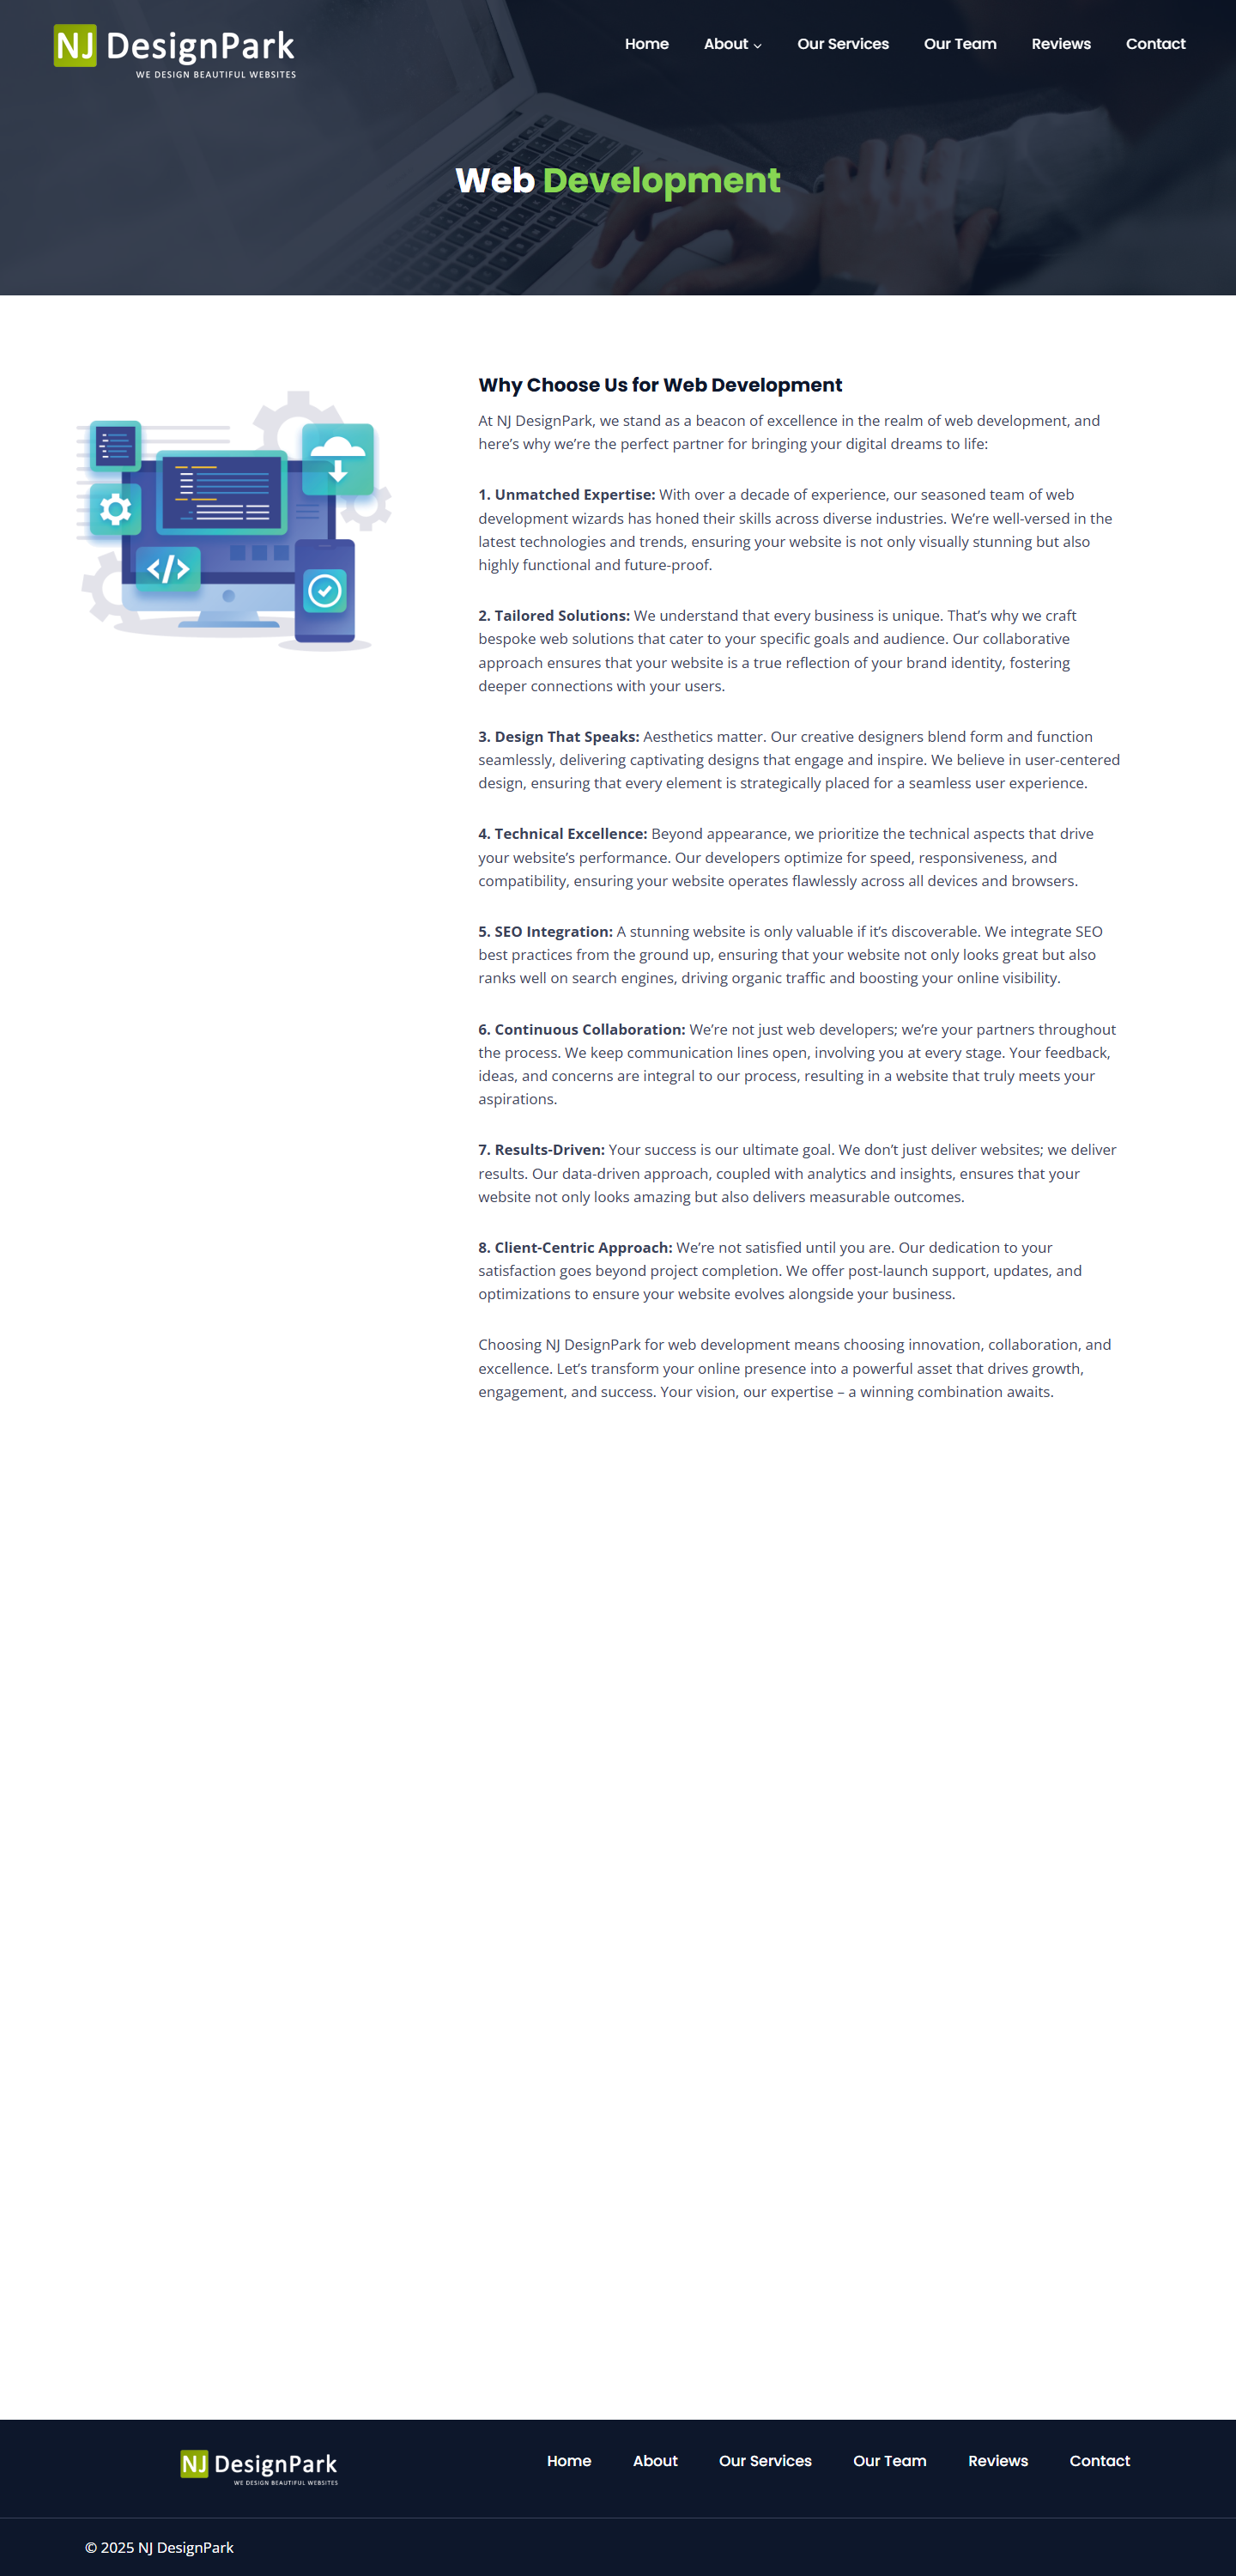 NJ DesignPark
WE DESIGN BEAUTIFUL WEBSITES
Home About Our Services Our Team Reviews Contact
Web Development
Why Choose Us for Web Development
At NJ DesignPark, we stand as a beacon of excellence in the realm of web development, and
here’s why we’re the perfect partner for bringing your digital dreams to life:
1. Unmatched Expertise: With over a decade of experience, our seasoned team of web
development wizards has honed their skills across diverse industries. We’re well-versed in the
latest technologies and trends, ensuring your website is not only visually stunning but also
highly functional and future-proof.
2. Tailored Solutions: We understand that every business is unique. That’s why we craft
bespoke web solutions that cater to your specific goals and audience. Our collaborative
approach ensures that your website is a true reflection of your brand identity, fostering
deeper connections with your users.
3. Design That Speaks: Aesthetics matter. Our creative designers blend form and function
seamlessly, delivering captivating designs that engage and inspire. We believe in user-centered
design, ensuring that every element is strategically placed for a seamless user experience.
4. Technical Excellence: Beyond appearance, we prioritize the technical aspects that drive
your website’s performance. Our developers optimize for speed, responsiveness, and
compatibility, ensuring your website operates flawlessly across all devices and browsers.
5. SEO Integration: A stunning website is only valuable if it’s discoverable. We integrate SEO
best practices from the ground up, ensuring that your website not only looks great but also
ranks well on search engines, driving organic traffic and boosting your online visibility.
6. Continuous Collaboration: We’re not just web developers; we’re your partners throughout
the process. We keep communication lines open, involving you at every stage. Your feedback,
ideas, and concerns are integral to our process, resulting in a website that truly meets your
aspirations.
7. Results-Driven: Your success is our ultimate goal. We don’t just deliver websites; we deliver
results. Our data-driven approach, coupled with analytics and insights, ensures that your
website not only looks amazing but also delivers measurable outcomes.
8. Client-Centric Approach: We’re not satisfied until you are. Our dedication to your
satisfaction goes beyond project completion. We offer post-launch support, updates, and
optimizations to ensure your website evolves alongside your business.
Choosing NJ DesignPark for web development means choosing innovation, collaboration, and
excellence. Let’s transform your online presence into a powerful asset that drives growth,
engagement, and success. Your vision, our expertise – a winning combination awaits.
NJ DesignPark
WE DESIGN BEAUTIFUL WEBSITES
Home About Our Services Our Team Reviews Contact
© 2025 NJ DesignPark